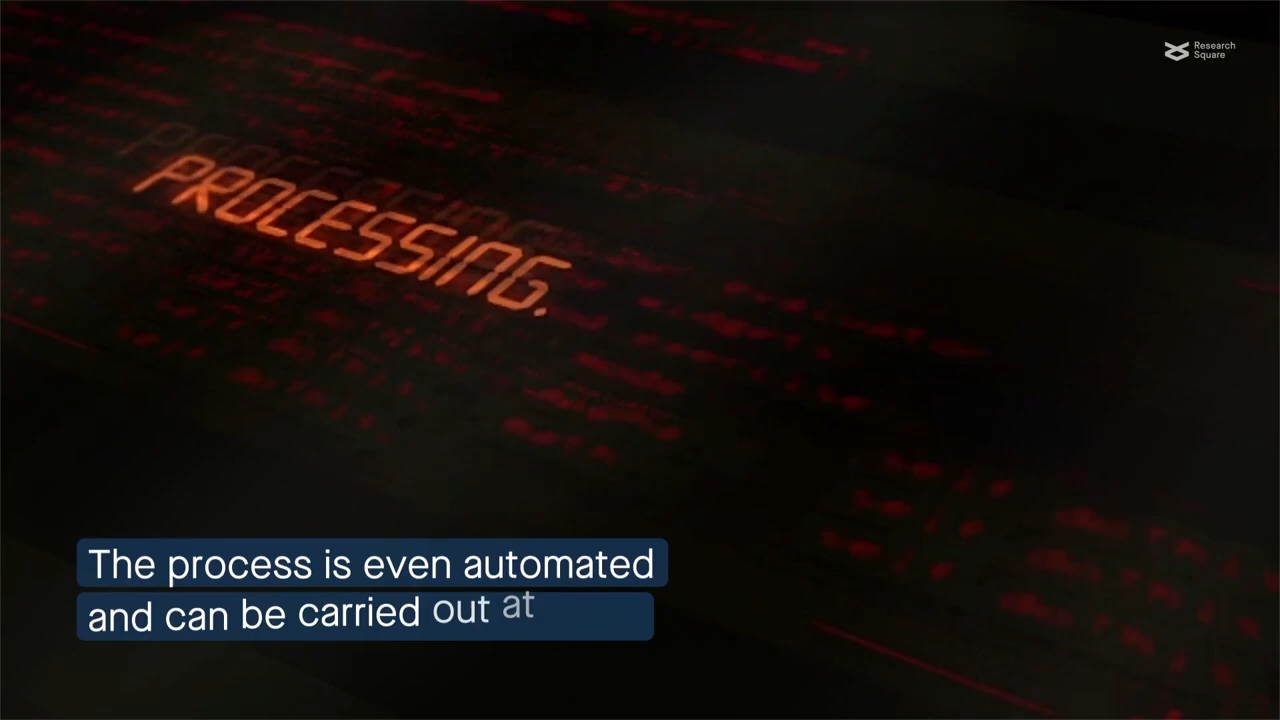 Research
Square
PROCESSING.
The process is even automated
and can be carried out at